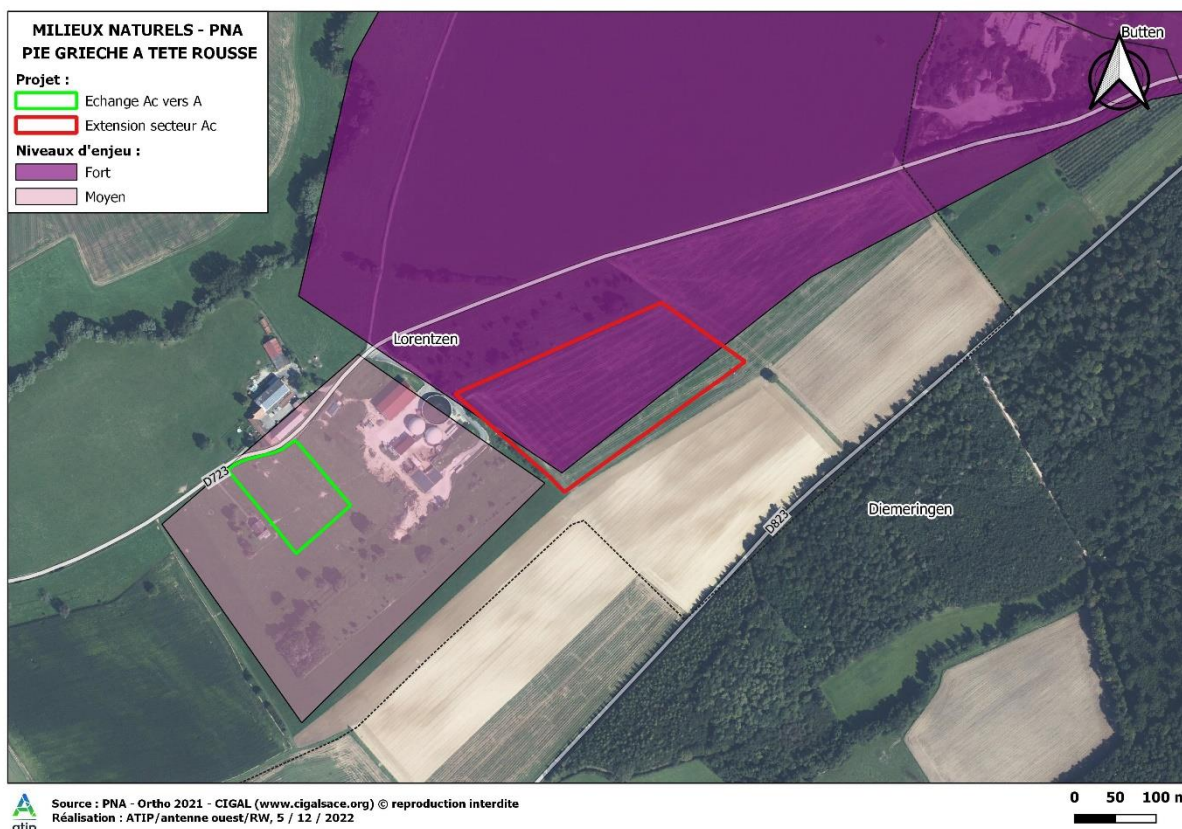 MILIEUX NATURELS - PNA
PIE GRIECHE A TETE ROUSSE
Projet :
Echange Ac vers A
Extension secteur Ac
Niveaux d'enjeu :
Fort
Moyen
Butten
Lorentzen
D723
Diemeringen
D823
Source : PNA - Ortho 2021 - CIGAL (www.cigalsace.org) © reproduction interdite
Réalisation : ATIP/antenne ouest/RW, 5 / 12 / 2022
atip
0 50 100 m